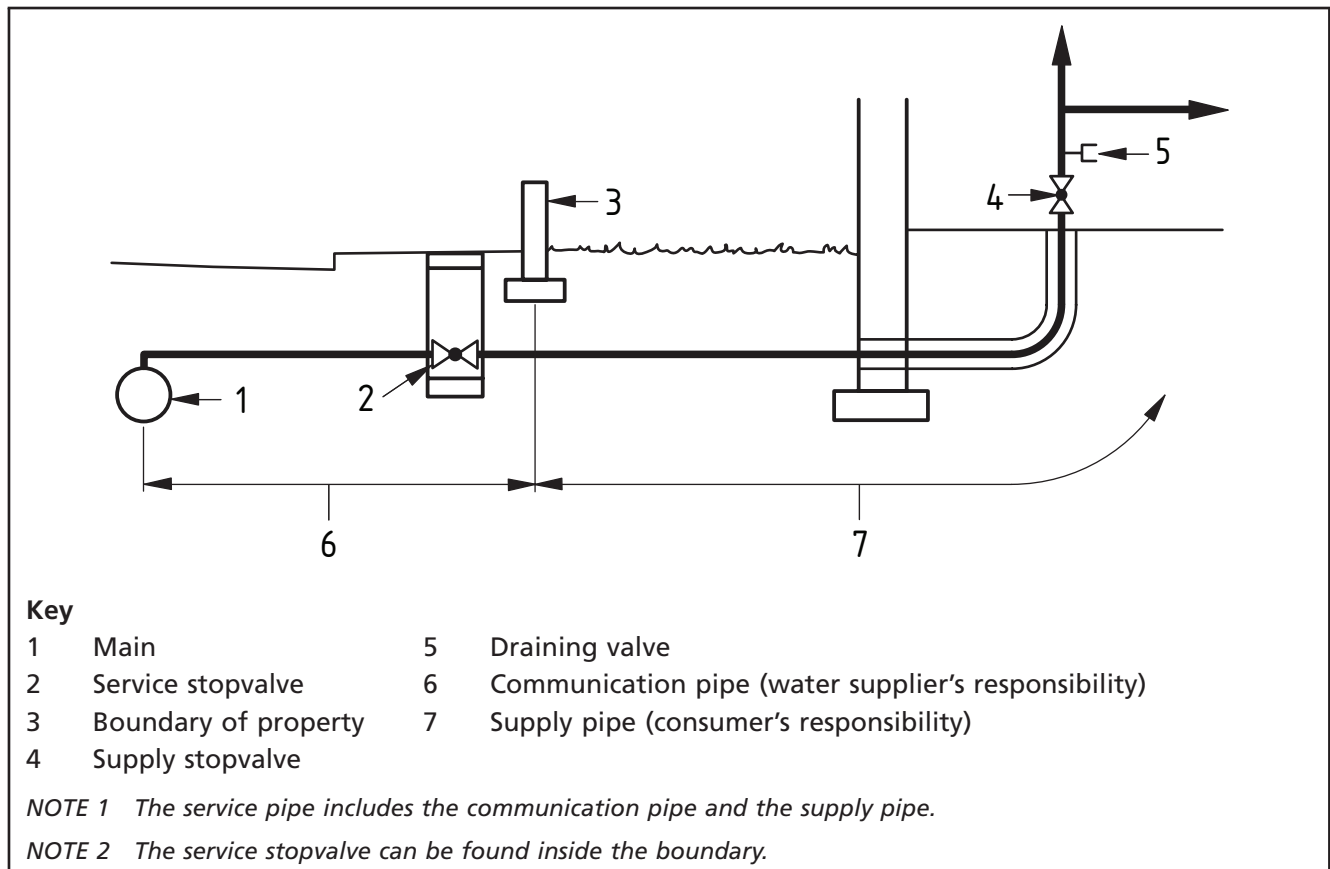 5
4
3
2
1
6
7
Key
1 Main 5 Draining valve
2 Service stopvalve 6 Communication pipe (water supplier's responsibility)
3 Boundary of property 7 Supply pipe (consumer's responsibility)
4 Supply stopvalve
NOTE 1 The service pipe includes the communication pipe and the supply pipe.
NOTE 2 The service stopvalve can be found inside the boundary.